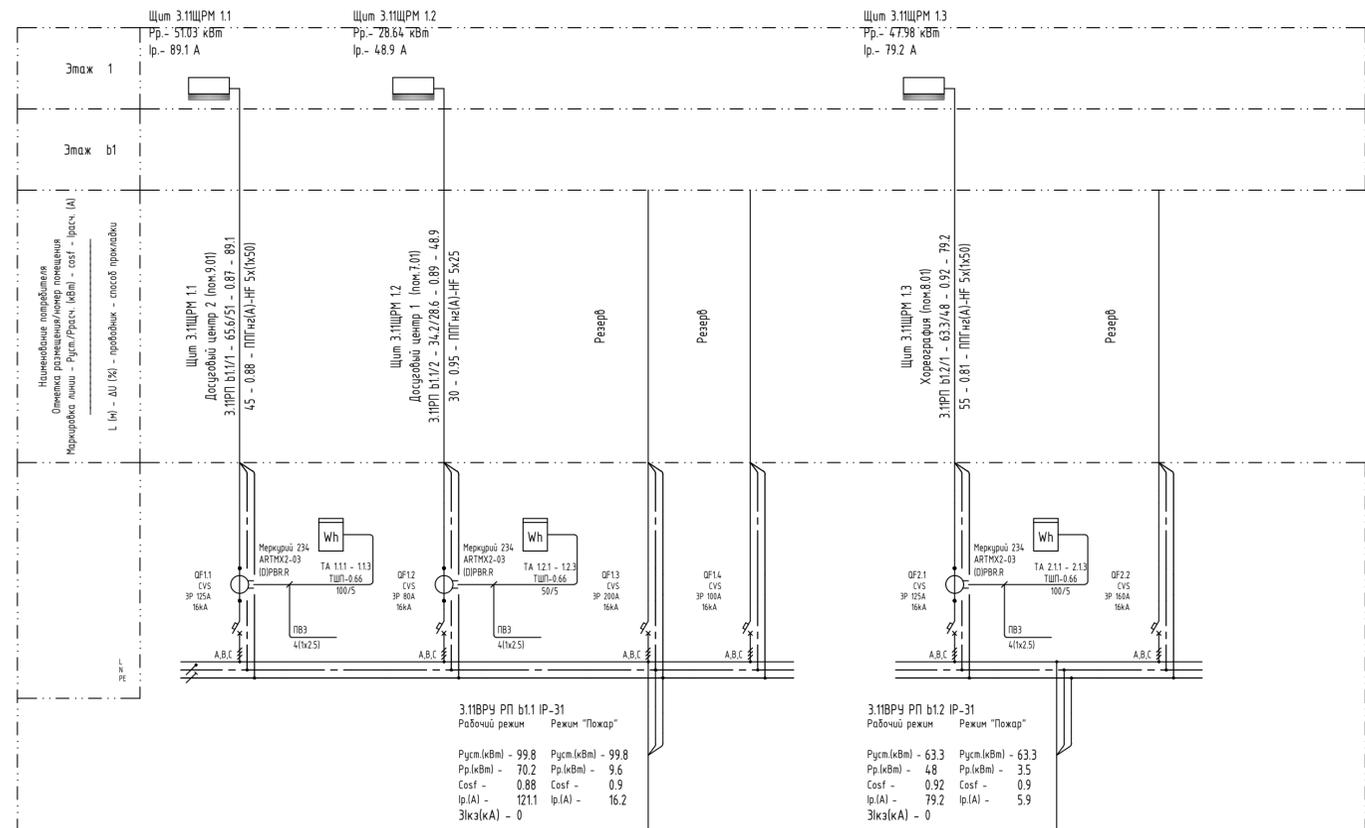 Щит 3.11ЩРМ 1.1
Рр.- 51.03 кВт
Iр.- 89.1 А
Щит 3.11ЩРМ 1.2
Рр.- 28.64 кВт
Iр.- 48.9 А
Щит 3.11ЩРМ 1.3
Рр.- 47.98 кВт
Iр.- 79.2 А
Этаж 1
Этаж b1
Наименование потребителя
Отметка размещения/номер помещения
Маркировка линии - Руст./Ррасч. (кВт) - cosf - Iрасч. (А)
L (м) - ΔU (%) - проводник - способ прокладки
Щит 3.11ЩРМ 1.1
Досуговый центр 2 (пом.9.01)
3.11РП b1.1/1 - 65.6/51 - 0.87 - 89.1
45 - 0.88 - ППГнг(А)-HF 5х(1х50)
Щит 3.11ЩРМ 1.2
Досуговый центр 1 (пом.7.01)
3.11РП b1.1/2 - 34.2/28.6 - 0.89 - 48.9
30 - 0.95 - ППГнг(А)-HF 5х25
Резерв
Резерв
Щит 3.11ЩРМ 1.3
Хореография (пом.8.01)
3.11РП b1.2/1 - 63.3/48 - 0.92 - 79.2
55 - 0.81 - ППГнг(А)-HF 5х(1х50)
Резерв
QF1.1
CVS
3P 125A
16kA
Меркурий 234
ARTMX2-03
(D)PBR.R
Wh
ТА 1.1.1 - 1.1.3
ТШП-0.66
100/5
ПВ3
4(1х2.5)
A,B,C
QF1.2
CVS
3P 80A
16kA
Меркурий 234
ARTMX2-03
(D)PBR.R
Wh
ТА 1.2.1 - 1.2.3
ТШП-0.66
50/5
ПВ3
4(1х2.5)
A,B,C
QF1.3
CVS
3P 200A
16kA
A,B,C
QF1.4
CVS
3P 100A
16kA
A,B,C
QF2.1
CVS
3P 125A
16kA
Меркурий 234
ARTMX2-03
(D)PBR.R
Wh
ТА 2.1.1 - 2.1.3
ТШП-0.66
100/5
ПВ3
4(1х2.5)
A,B,C
QF2.2
CVS
3P 160A
16kA
A,B,C
L
N
PE
3.11ВРУ РП b1.1 IP-31
Рабочий режим Режим "Пожар"
Руст.(кВт) - 99.8 Руст.(кВт) - 99.8
Рр.(кВт) - 70.2 Рр.(кВт) - 9.6
Cosf - 0.88 Cosf - 0.9
Iр.(А) - 121.1 Iр.(А) - 16.2
3Iкз(кА) - 0
3.11ВРУ РП b1.2 IP-31
Рабочий режим Режим "Пожар"
Руст.(кВт) - 63.3 Руст.(кВт) - 63.3
Рр.(кВт) - 48 Рр.(кВт) - 3.5
Cosf - 0.92 Cosf - 0.9
Iр.(А) - 79.2 Iр.(А) - 5.9
3Iкз(кА) - 0